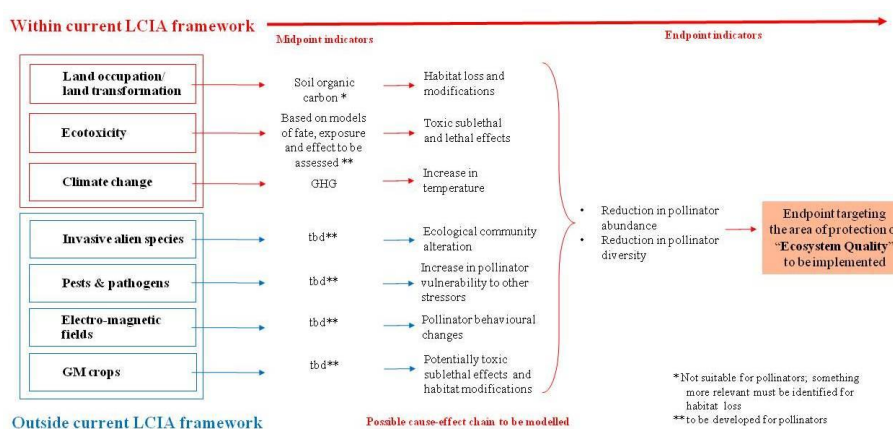 Within current LCIA framework
Midpoint indicators
Endpoint indicators
Land occupation/
land transformation
Soil organic
carbon *
Habitat loss and
modifications
Ecotoxicity
Based on models
of fate, exposure
and effect to be
assessed **
Toxic sublethal
and lethal effects
Climate change
GHG
Increase in
temperature
Invasive alien species
tbd**
Ecological community
alteration
Pests & pathogens
tbd**
Increase in pollinator
vulnerability to other
stressors
Electro-magnetic
fields
tbd**
Pollinator behavioural
changes
GM crops
tbd**
Potentially toxic
sublethal effects and
habitat modifications
• Reduction in pollinator
abundance
• Reduction in pollinator
diversity
Endpoint targeting
the area of protection o
“Ecosystem Quality”
to be implemented
* Not suitable for pollinators; something
more relevant must be identified for
habitat loss
** to be developed for pollinators
Outside current LCIA framework
Possible cause-effect chain to be modelled